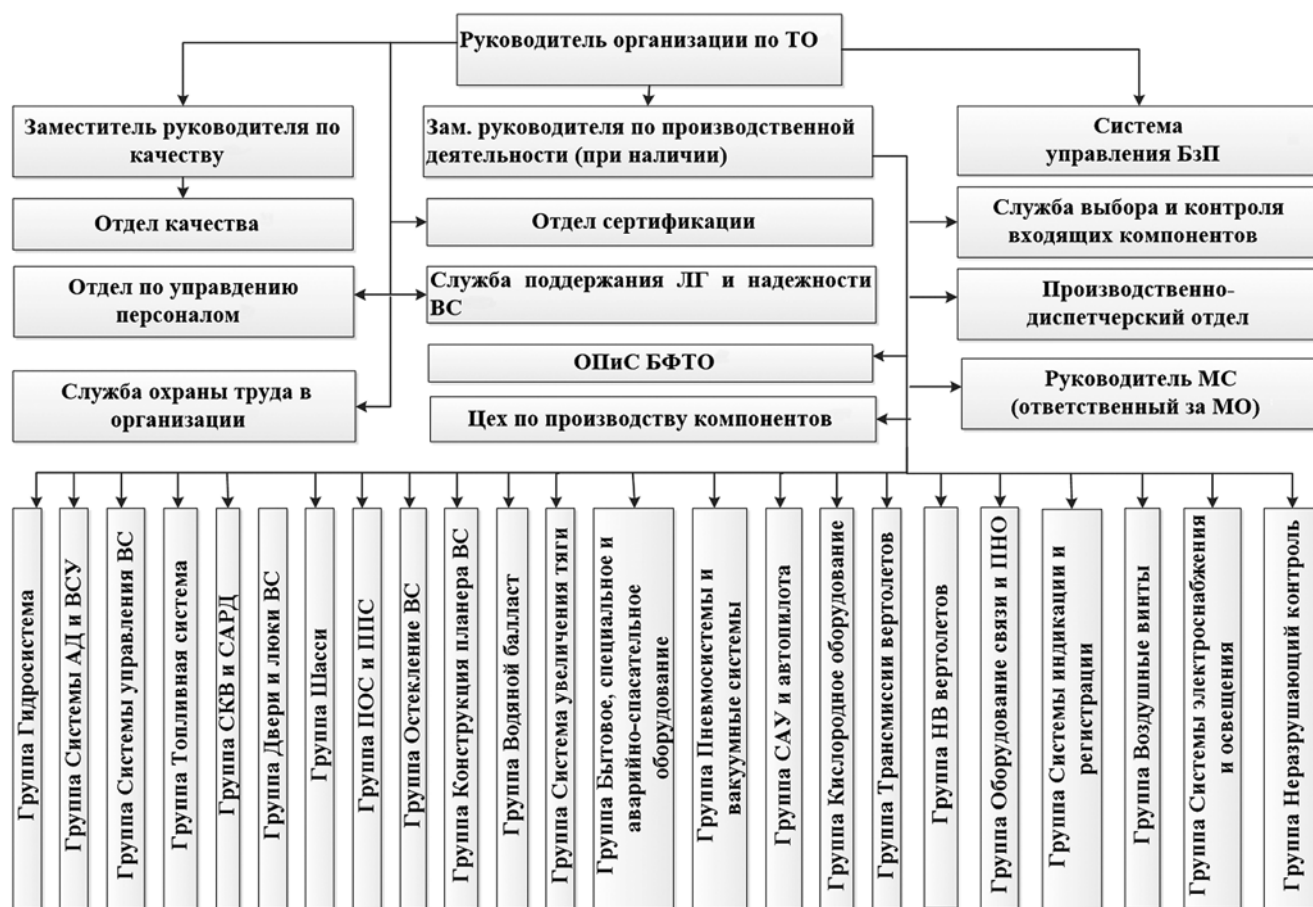 Руководитель организации по ТО
Заместитель руководителя по
качеству
Зам. руководителя по производственной
деятельности (при наличии)
Система
управления БзП
Отдел качества
Отдел сертификации
Служба выбора и контроля
входящих компонентов
Отдел по управдению
персоналом
Служба поддержания ЛГ и надежности
ВС
Производственно-
диспетчерский отдел
ОПиС БФТО
Служба охраны труда в
организации
Цех по производству компонентов
Руководитель МС
(ответственный за МО)
Группа Гидросистема
Группа Системы АД и ВСУ
Группа Системы управления ВС
Группа Топливная система
Группа СКВ и САРД
Группа Двери и люки ВС
Группа Шасси
Группа ПОС и ППС
Группа Остекление ВС
Группа Конструкция планера ВС
Группа Водяной балласт
Группа Система увеличения тяги
Группа Бытовое, специальное и
аварийно-спасательное
оборудование
Группа Пневмосистемы и
вакуумные системы
Группа САУ и автопилота
Группа Кислородное оборудование
Группа Трансмиссии вертолетов
Группа НВ вертолетов
Группа Оборудование связи и ПНО
Группа Системы индикации и
регистрации
Группа Воздушные винты
Группа Системы электроснабжения
и освещения
Группа Неразрушающий контроль